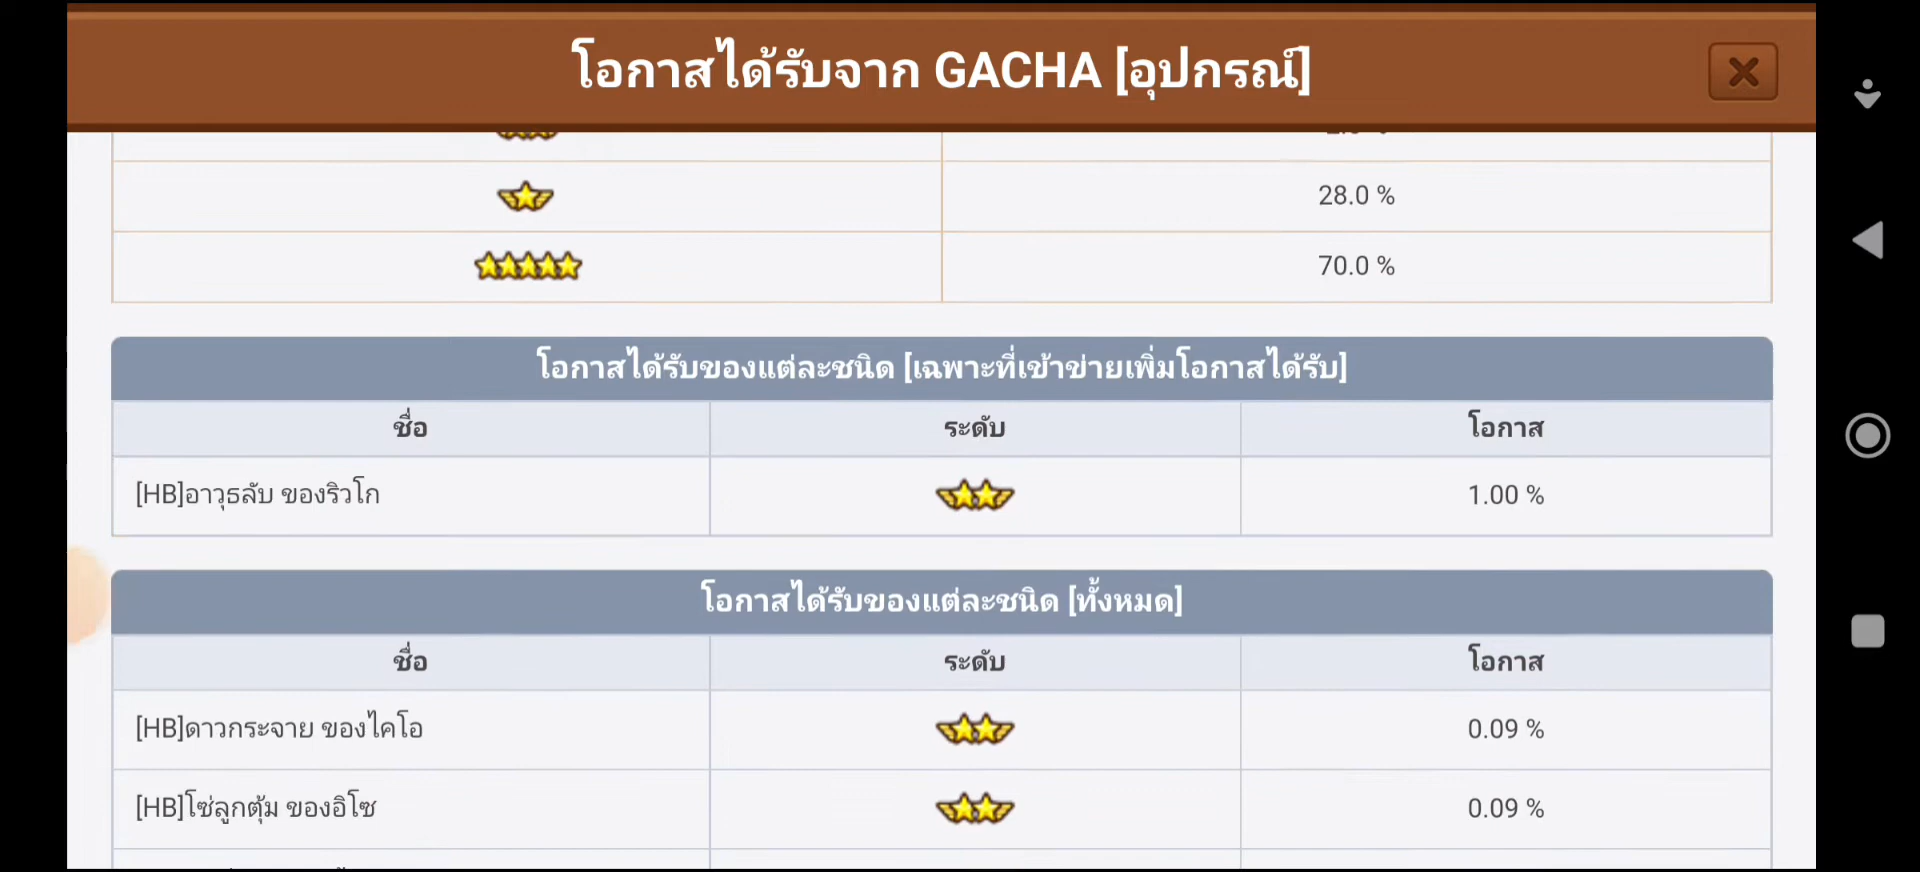 โอกาสได้รับจาก GACHA [อุปกรณ์]
28.0 %
70.0 %
โอกาสได้รับของแต่ละชนิด [เฉพาะที่เข้าข่ายเพิ่มโอกาสได้รับ]
ชื่อ ระดับ โอกาส
[HB]อาวุธลับ ของริวโก 1.00 %
โอกาสได้รับของแต่ละชนิด [ทั้งหมด]
ชื่อ ระดับ โอกาส
[HB]ดาวกระจาย ของไคโอ 0.09 %
[HB]โซ่ลูกตุ้ม ของอิโซ 0.09 %